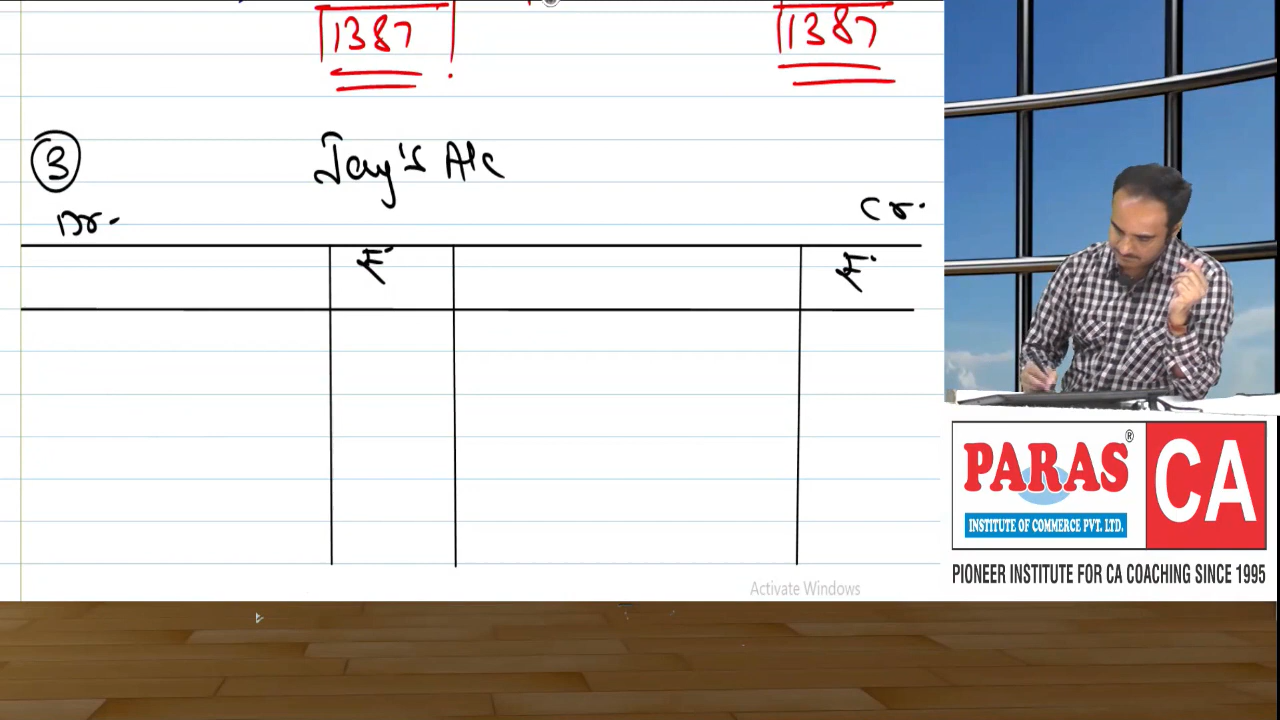 1387 1387
③ Jay's A/c
Dr. Cr.
₹ ₹
PARAS® CA
INSTITUTE OF COMMERCE PVT. LTD.
PIONEER INSTITUTE FOR CA COACHING SINCE 1995
Activate Windows